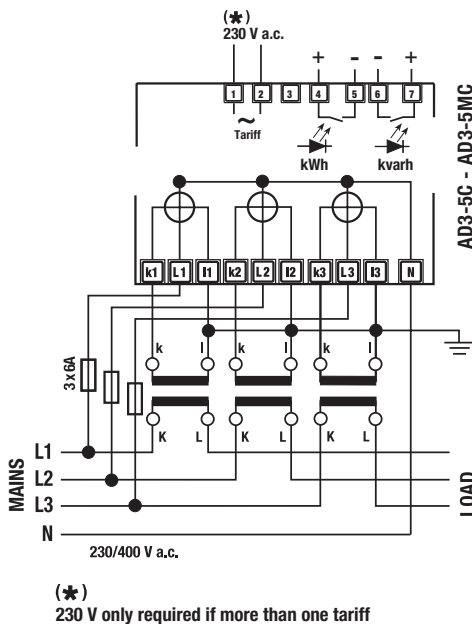 (*)
230 V a.c.
+ - - +
1 2 3 4 5 6 7
~
Tariff
kWh
kvarh
AD3-5C - AD3-5MC
k1 L1 l1 k2 L2 l2 k3 L3 l3 N
k l k l k l
3x6A
K L K L K L
MAINS
L1
L2
L3
N
LOAD
230/400 V a.c.
(*)
230 V only required if more than one tariff